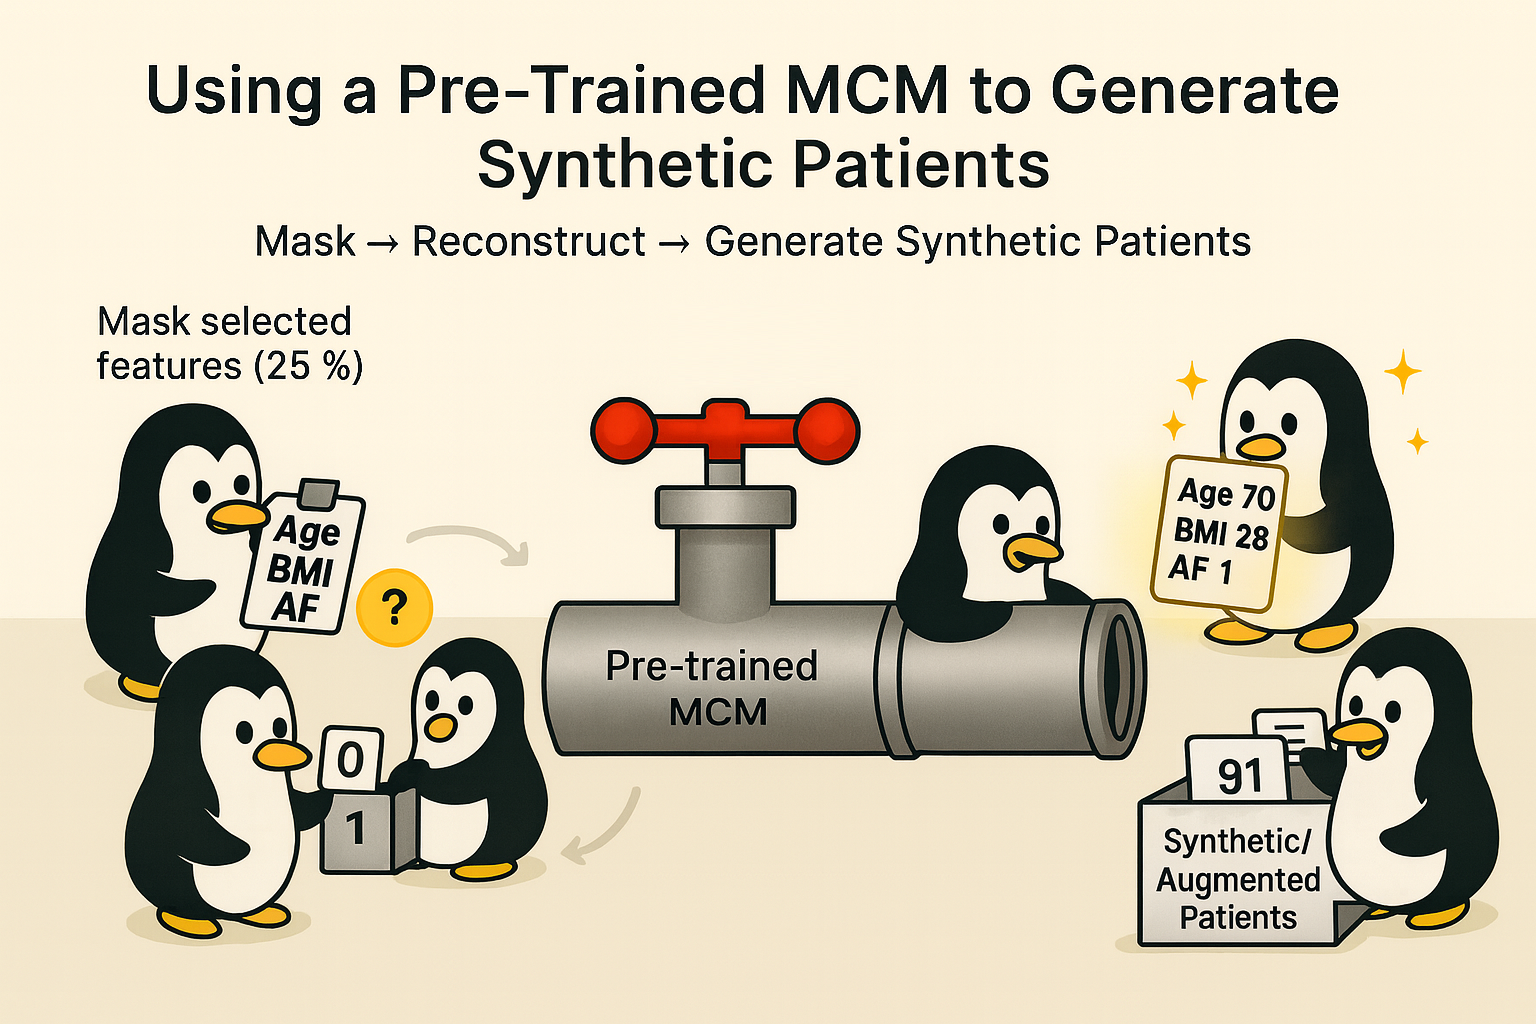 Using a Pre-Trained MCM to Generate
Synthetic Patients
Mask → Reconstruct → Generate Synthetic Patients
Mask selected
features (25 %)
Age
BMI
AF
?
0
1
Pre-trained
MCM
Age 70
BMI 28
AF 1
91
Synthetic/
Augmented
Patients